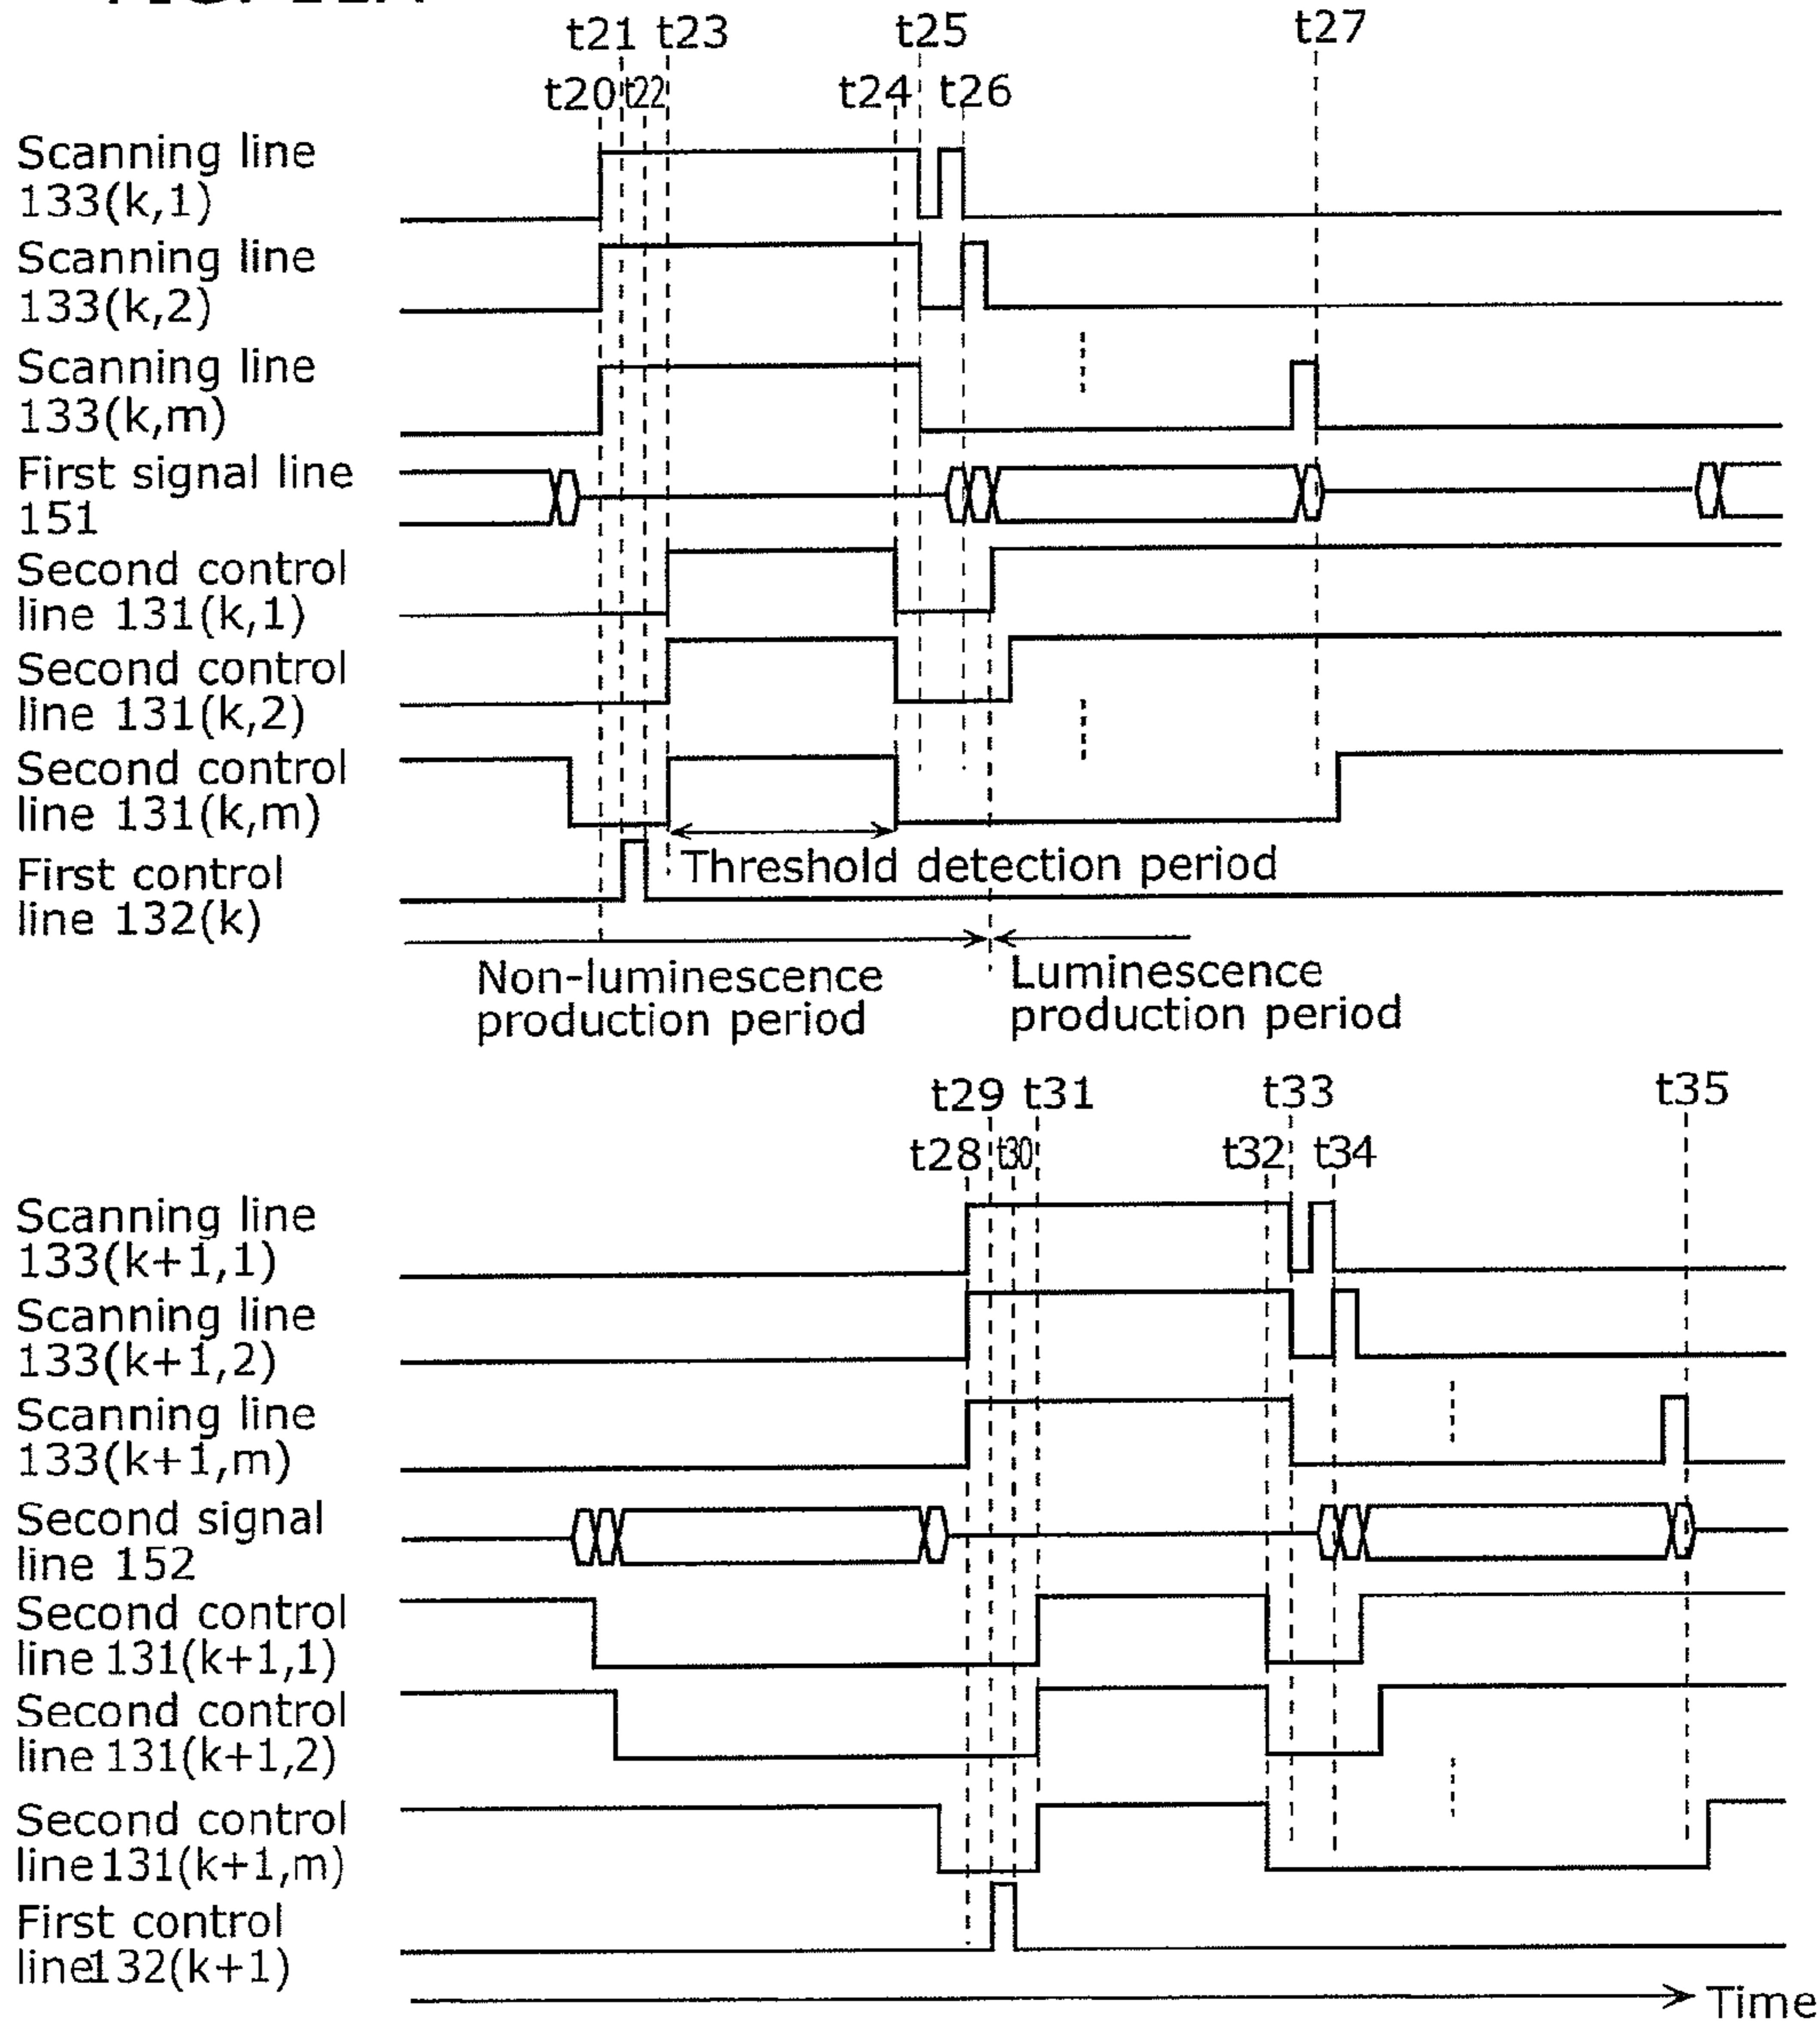 t21 t23 t25 t27
t20 t22 t24 t26
Scanning line
133(k,1)
Scanning line
133(k,2)
Scanning line
133(k,m)
First signal line
151
Second control
line 131(k,1)
Second control
line 131(k,2)
Second control
line 131(k,m)
Threshold detection period
First control
line 132(k)
Non-luminescence
production period
Luminescence
production period
t29 t31 t33 t35
t28 t30 t32 t34
Scanning line
133(k+1,1)
Scanning line
133(k+1,2)
Scanning line
133(k+1,m)
Second signal
line 152
Second control
line 131(k+1,1)
Second control
line 131(k+1,2)
Second control
line 131(k+1,m)
First control
line132(k+1)
Time